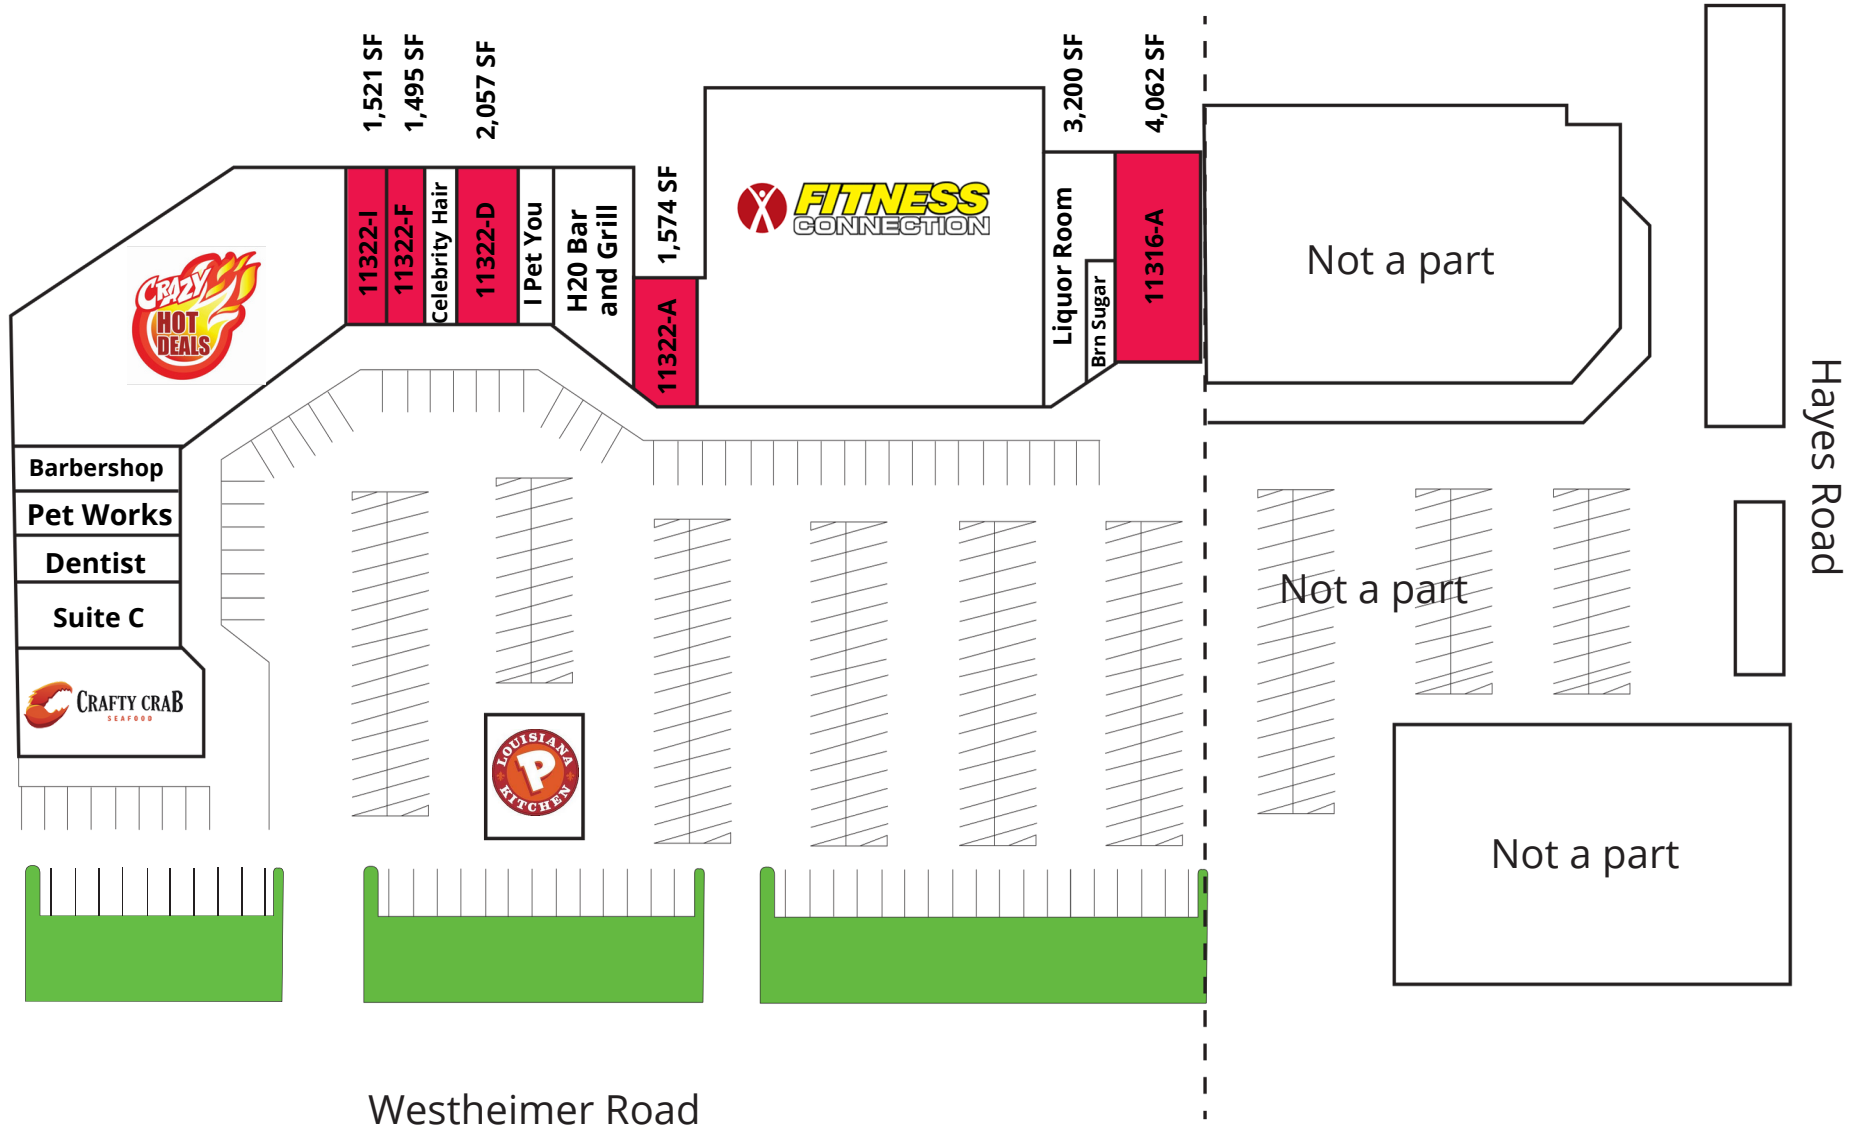 1,521 SF
1,495 SF
2,057 SF
3,200 SF
4,062 SF
1,574 SF
CRAZY
HOT
DEALS
11322-I
11322-F
Celebrity Hair
11322-D
I Pet You
H20 Bar
and Grill
11322-A
FITNESS
CONNECTION
Liquor Room
Brn Sugar
11316-A
Not a part
Hayes Road
Barbershop
Pet Works
Dentist
Suite C
CRAFTY CRAB
SEAFOOD
LOUISIANA
P
KITCHEN
Not a part
Not a part
Westheimer Road